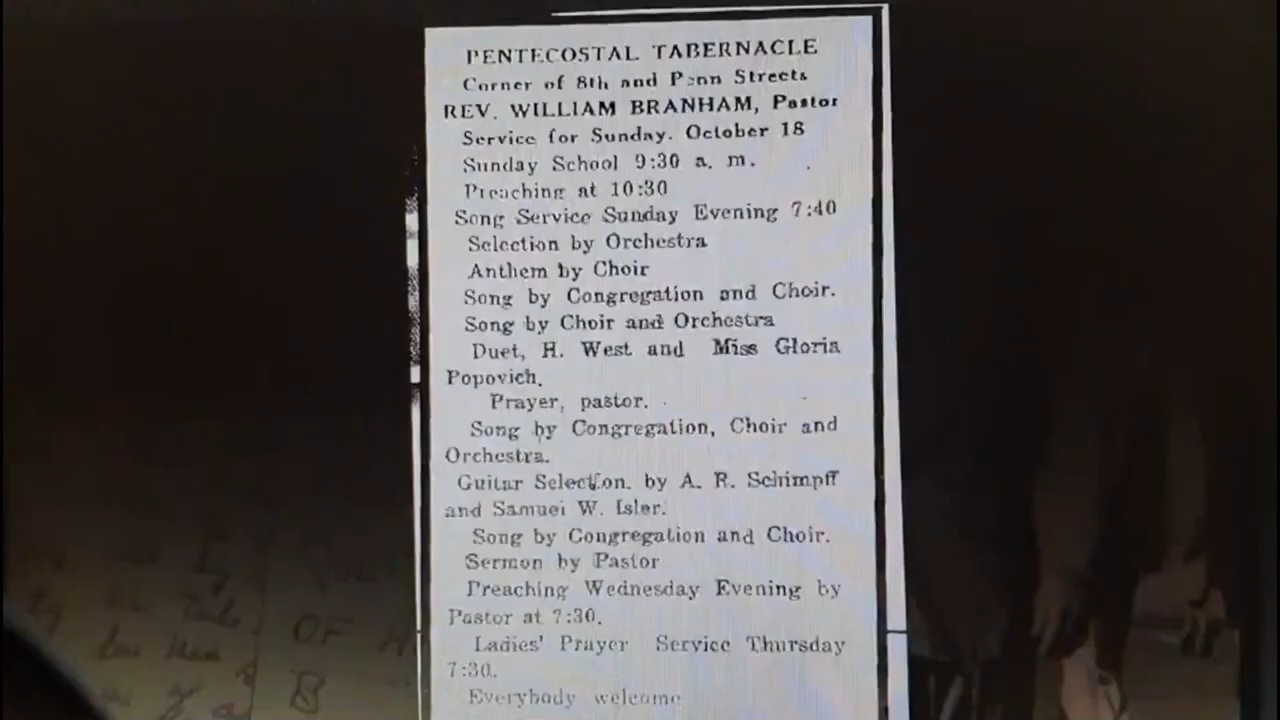 PENTECOSTAL TABERNACLE
Corner of 8th and Penn Streets
REV. WILLIAM BRANHAM, Pastor
Service for Sunday. October 18
Sunday School 9:30 a. m.
Preaching at 10:30
Song Service Sunday Evening 7:40
Selection by Orchestra
Anthem by Choir
Song by Congregation and Choir.
Song by Choir and Orchestra
Duet, H. West and Miss Gloria
Popovich.
Prayer, pastor.
Song by Congregation, Choir and
Orchestra.
Guitar Selection. by A. R. Schimpff
and Samuel W. Isler.
Song by Congregation and Choir.
Sermon by Pastor
Preaching Wednesday Evening by
Pastor at 7:30.
Ladies' Prayer Service Thursday
7:30.
Everybody welcome
OF
B